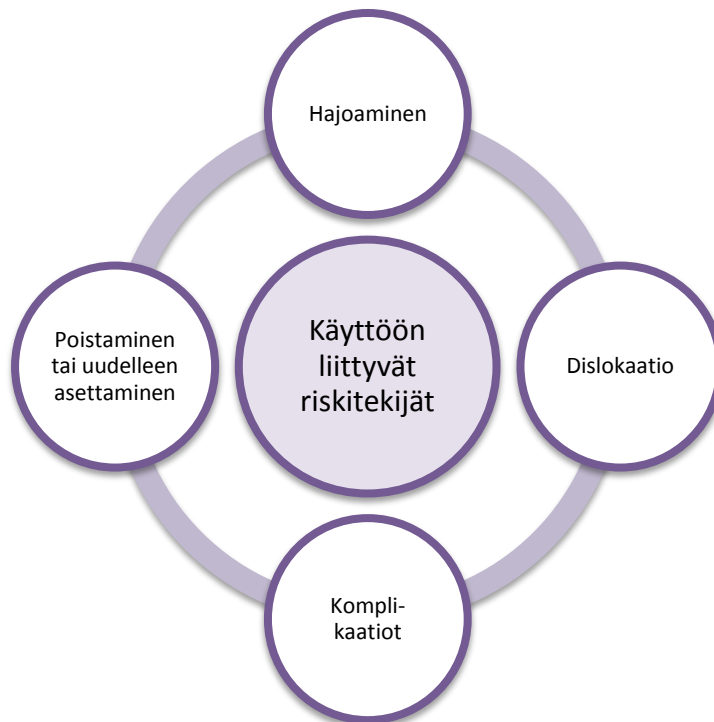 Hajoaminen
Poistaminen
tai uudelleen
asettaminen
Käyttöön
liittyvät
riskitekijät
Dislokaatio
Kompli-
kaatiot